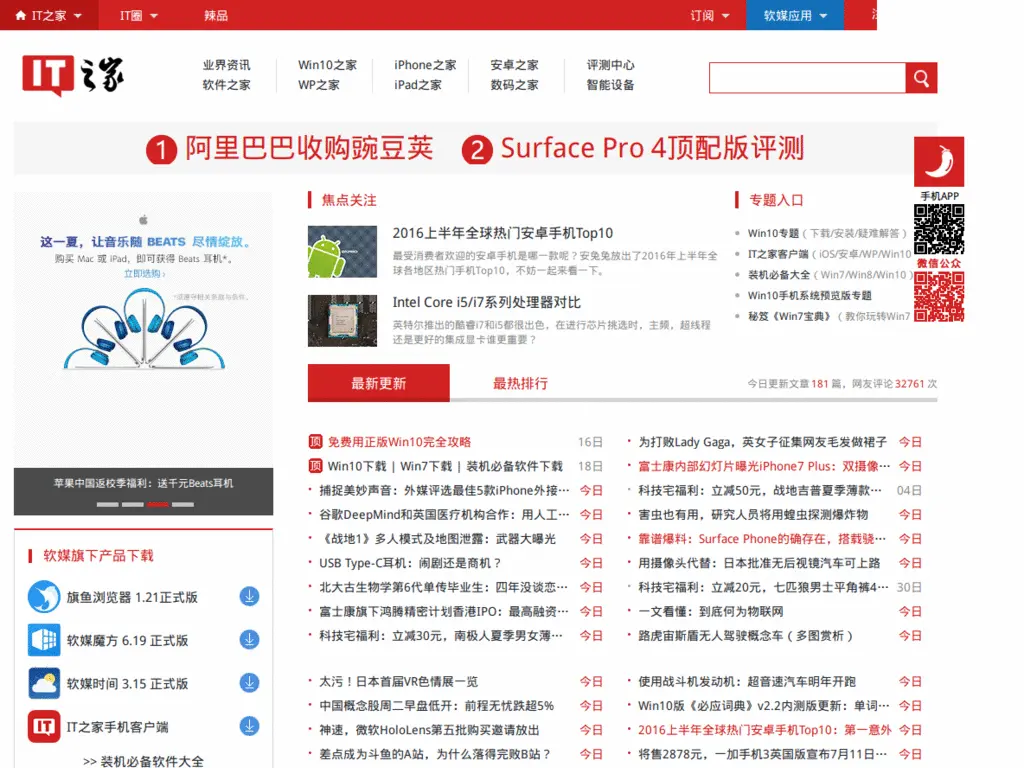 IT之家
IT圈
辣品
订阅
软媒应用
IT之家
业界资讯
Win10之家
iPhone之家
安卓之家
评测中心
软件之家
WP之家
iPad之家
数码之家
智能设备
1 阿里巴巴收购豌豆荚 2 Surface Pro 4顶配版评测
手机APP
微信公众
这一夏，让音乐随 BEATS 尽情绽放。
购买 Mac 或 iPad，即可获得 Beats 耳机*。
立即选购 ›
苹果中国返校季福利：送千元Beats耳机
软媒旗下产品下载
旗鱼浏览器 1.21正式版
软媒魔方 6.19 正式版
软媒时间 3.15 正式版
IT IT之家手机客户端
>> 装机必备软件大全
焦点关注
2016上半年全球热门安卓手机Top10
最受消费者欢迎的安卓手机是哪一款呢？安兔兔放出了2016年上半年全
球各地区热门手机Top10，不妨一起来看一下。
Intel Core i5/i7系列处理器对比
英特尔推出的酷睿i7和i5都很出色，在进行芯片挑选时，主频，超线程
还是更好的集成显卡谁更重要？
专题入口
Win10专题（下载/安装/疑难解答）
IT之家客户端（iOS/安卓/WP/Win10
装机必备大全（Win7/Win8/Win10）
Win10手机系统预览版专题
秘笈《Win7宝典》（教你玩转Win7
最新更新
最热排行
今日更新文章 181 篇，网友评论 32761 次
顶 免费用正版Win10完全攻略 16日
顶 Win10下载 | Win7下载 | 装机必备软件下载 18日
· 捕捉美妙声音：外媒评选最佳5款iPhone外接… 今日
· 谷歌DeepMind和英国医疗机构合作：用人工… 今日
· 《战地1》多人模式及地图泄露：武器大曝光 今日
· USB Type-C耳机：闹剧还是商机？ 今日
· 北大古生物学第6代单传毕业生：四年没谈恋… 今日
· 富士康旗下鸿腾精密计划香港IPO：最高融资… 今日
· 科技宅福利：立减30元，南极人夏季男女薄… 今日
· 太污！日本首届VR色情展一览 今日
· 中国概念股周二早盘低开：前程无忧跌超5% 今日
· 神速，微软HoloLens第五批购买邀请放出 今日
· 差点成为斗鱼的A站，为什么落得完败B站？ 今日
· 为打败Lady Gaga，英女子征集网友毛发做裙子 今日
· 富士康内部幻灯片曝光iPhone7 Plus：双摄像… 今日
· 科技宅福利：立减50元，战地吉普夏季薄款… 04日
· 害虫也有用，研究人员将用蝗虫探测爆炸物 今日
· 靠谱爆料：Surface Phone的确存在，搭载骁… 今日
· 用摄像头代替：日本批准无后视镜汽车可上路 今日
· 科技宅福利：立减20元，七匹狼男士平角裤4… 30日
· 一文看懂：到底何为物联网 今日
· 路虎宙斯盾无人驾驶概念车（多图赏析） 今日
· 使用战斗机发动机：超音速汽车明年开跑 今日
· Win10版《必应词典》v2.2内测版更新：单词… 今日
· 2016上半年全球热门安卓手机Top10：第一意外 今日
· 将售2878元，一加手机3英国版宣布7月11日… 今日